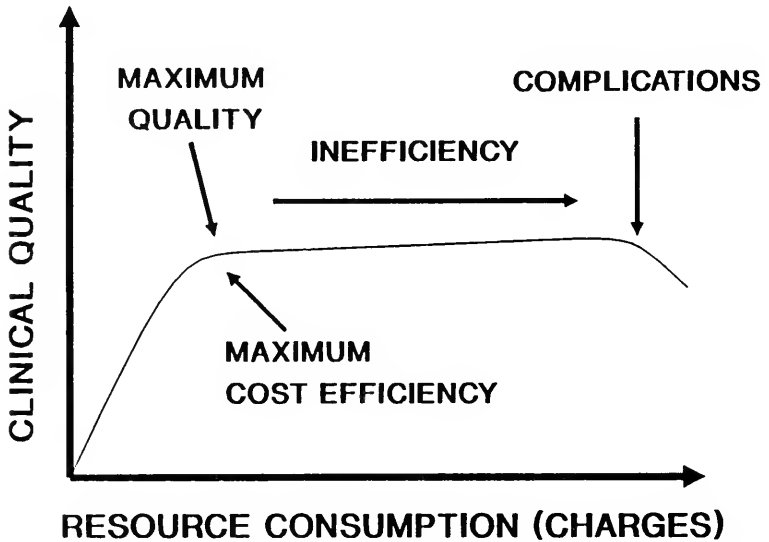 MAXIMUM
QUALITY
COMPLICATIONS
INEFFICIENCY
MAXIMUM
COST EFFICIENCY
CLINICAL QUALITY
RESOURCE CONSUMPTION (CHARGES)